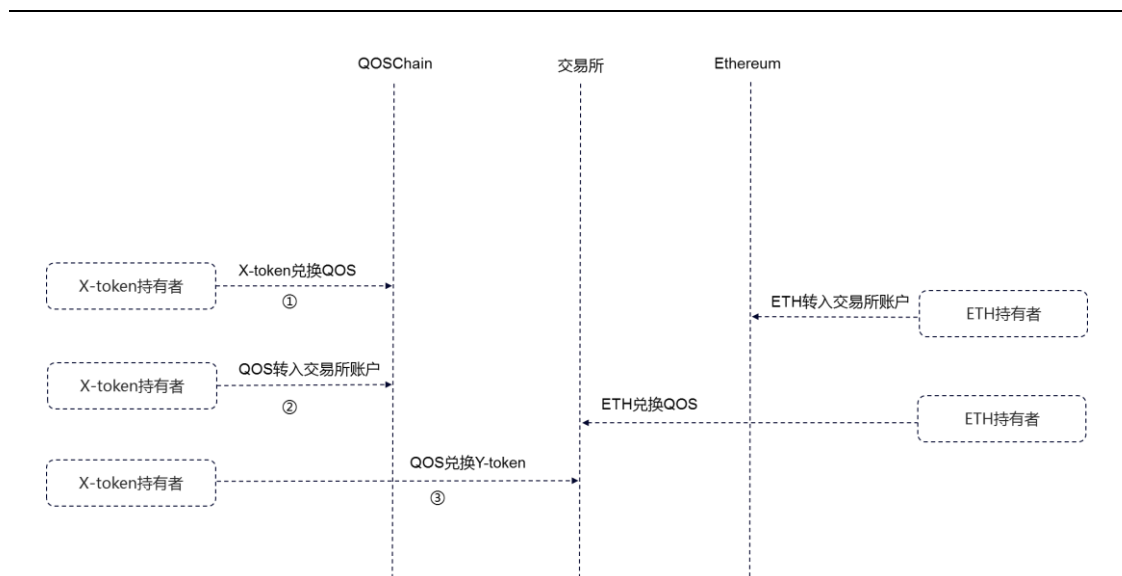 QOSChain
交易所
Ethereum
X-token持有者
X-token兑换QOS
①
ETH转入交易所账户
ETH持有者
X-token持有者
QOS转入交易所账户
②
ETH兑换QOS
ETH持有者
X-token持有者
QOS兑换Y-token
③